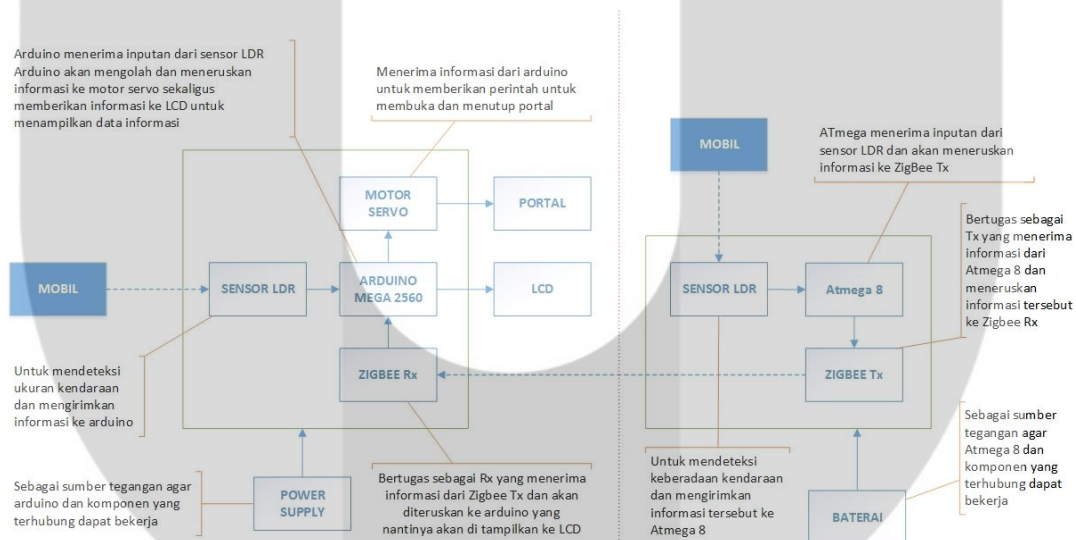 Arduino menerima inputan dari sensor LDR
Arduino akan mengolah dan meneruskan
informasi ke motor servo sekaligus
memberikan informasi ke LCD untuk
menampilkan data informasi
Menerima informasi dari arduino
untuk memberikan perintah untuk
membuka dan menutup portal
MOBIL
ATmega menerima inputan dari
sensor LDR dan akan meneruskan
informasi ke ZigBee Tx
MOTOR
SERVO
PORTAL
Bertugas sebagai
Tx yang menerima
informasi dari
Atmega 8 dan
meneruskan
informasi tersebut
ke Zigbee Rx
MOBIL
SENSOR LDR
ARDUINO
MEGA 2560
LCD
SENSOR LDR
Atmega 8
ZIGBEE Rx
ZIGBEE Tx
Untuk mendeteksi
ukuran kendaraan
dan mengirimkan
informasi ke arduino
Sebagai sumber
tegangan agar
Atmega 8 dan
komponen yang
terhubung dapat
bekerja
Sebagai sumber tegangan agar
arduino dan komponen yang
terhubung dapat bekerja
POWER
SUPPLY
Bertugas sebagai Rx yang menerima
informasi dari Zigbee Tx dan akan
diteruskan ke arduino yang
nantinya akan di tampilkan ke LCD
Untuk mendeteksi
keberadaan kendaraan
dan mengirimkan
informasi tersebut ke
Atmega 8
BATERAI